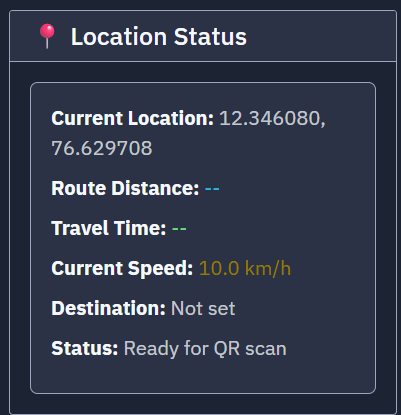 Location Status
Current Location: 12.346080,
76.629708
Route Distance: --
Travel Time: --
Current Speed: 10.0 km/h
Destination: Not set
Status: Ready for QR scan